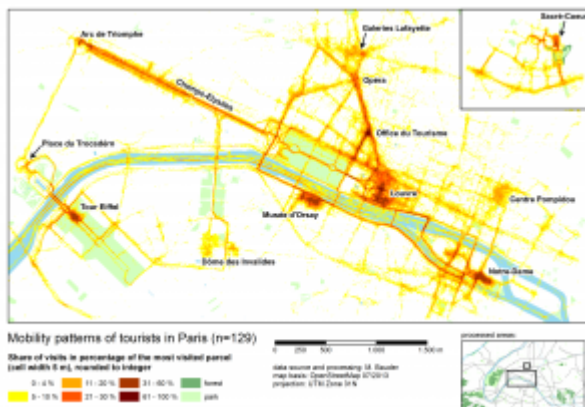 Arc de Triomphe
Galeries Lafayette
Sacré-Cœur
Champs-Elysées
Opéra
Office du Tourisme
Place du Trocadéro
Louvre
Centre Pompidou
Tour Eiffel
Musée d'Orsay
Dôme des Invalides
Notre-Dame
Mobility patterns of tourists in Paris (n=129)
Share of visits in percentage of the most visited parcel
(cell width 5 m), rounded to integer
0 - 4 %
11 - 20 %
31 - 60 %
forest
5 - 10 %
21 - 30 %
61 - 100 %
park
0
500
1.000
1.500 m
data source and processing: M. Bauder
map basis: OpenStreetMap 07/2013
projection: UTM Zone 31N
processed areas: